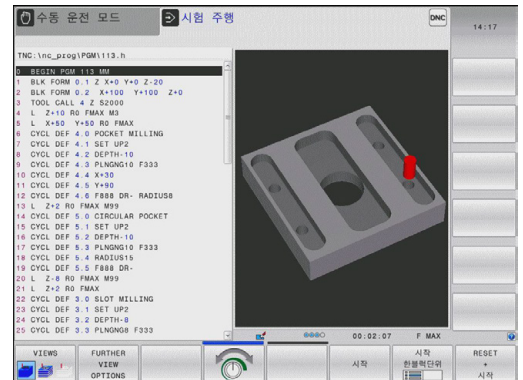 수동 운전 모드
시험 주행
DNC
14:17
TNC:\nc_prog\PGM\113.h
0 BEGIN PGM 113 MM
1 BLK FORM 0.1 Z X+0 Y+0 Z-20
2 BLK FORM 0.2 X+100 Y+100 Z+0
3 TOOL CALL 4 Z S2000
4 L Z+10 R0 FMAX M3
5 L X+50 Y+50 R0 FMAX
6 CYCL DEF 4.0 POCKET MILLING
7 CYCL DEF 4.1 SET UP2
8 CYCL DEF 4.2 DEPTH-10
9 CYCL DEF 4.3 PLNGNG10 F333
10 CYCL DEF 4.4 X+30
11 CYCL DEF 4.5 Y+90
12 CYCL DEF 4.6 F888 DR- RADIUS8
13 L Z+2 R0 FMAX M99
14 CYCL DEF 5.0 CIRCULAR POCKET
15 CYCL DEF 5.1 SET UP2
16 CYCL DEF 5.2 DEPTH-10
17 CYCL DEF 5.3 PLNGNG10 F333
18 CYCL DEF 5.4 RADIUS15
19 CYCL DEF 5.5 F888 DR-
20 L Z-8 R0 FMAX M99
21 L Z+2 R0 FMAX
22 CYCL DEF 3.0 SLOT MILLING
23 CYCL DEF 3.1 SET UP2
24 CYCL DEF 3.2 DEPTH-8
25 CYCL DEF 3.3 PLNGNG8 F333
00:02:07 F MAX
VIEWS
FURTHER
VIEW
OPTIONS
시작
시작
한블럭단위
RESET
+
시작